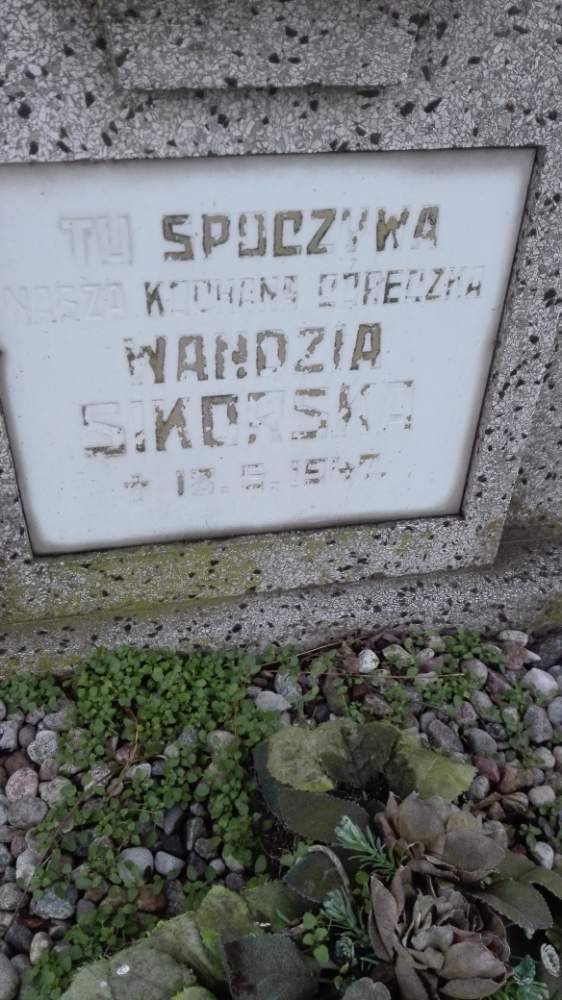 TU SPOCZYWA
NASZA KOCHANA CÓRECZKA
WANDZIA
SIKORSKA